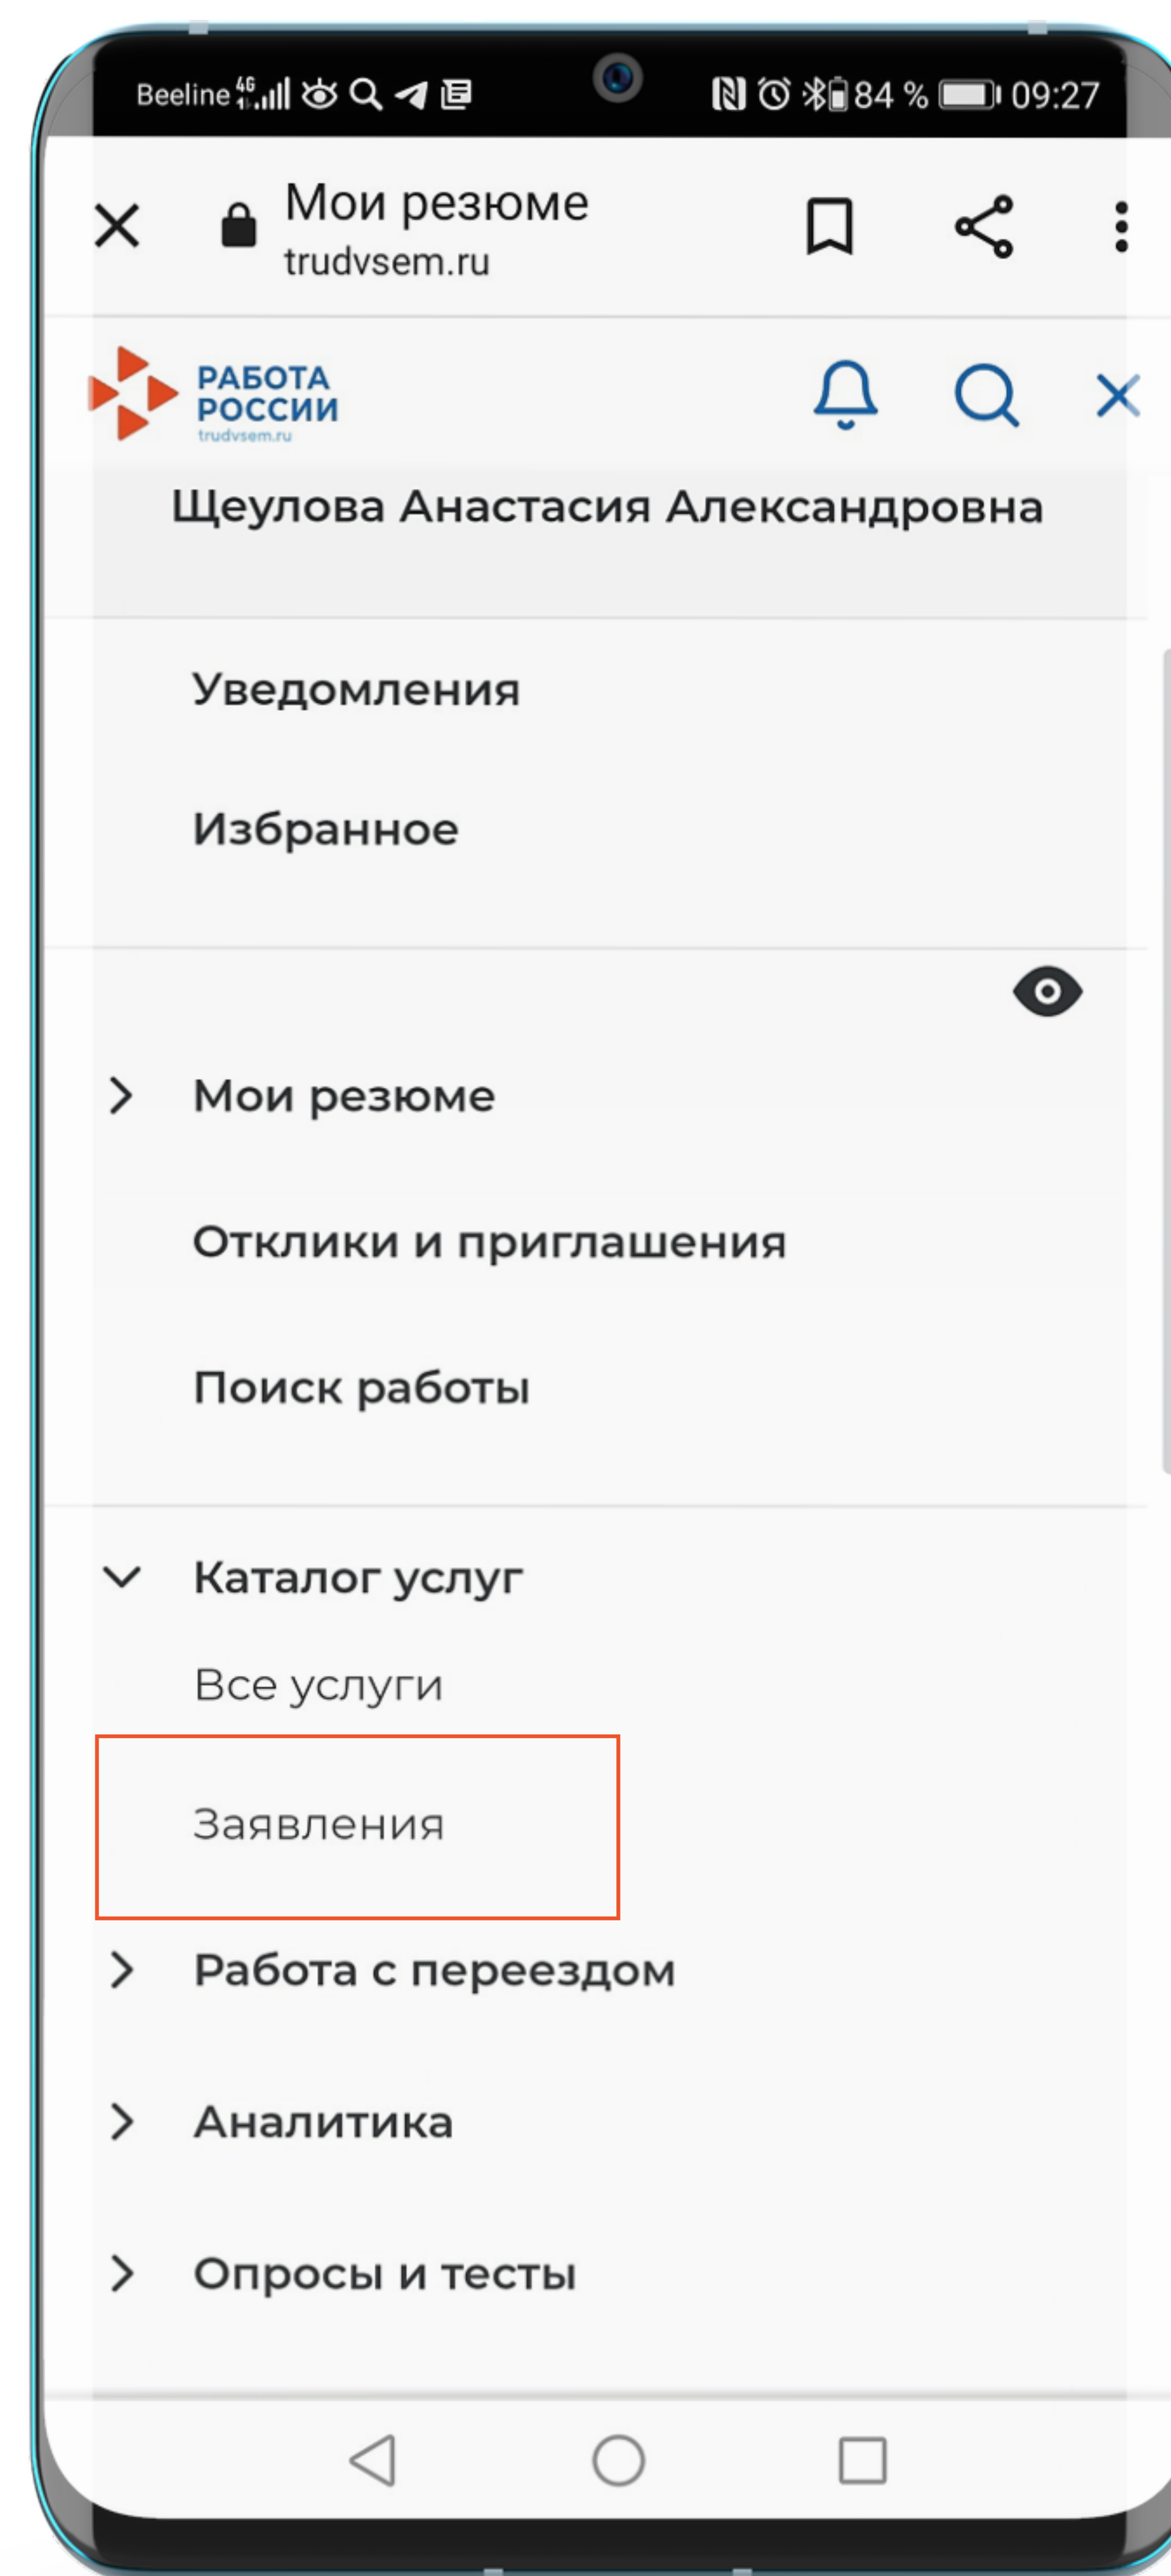 Beeline 4G 84 % 09:27
Мои резюме
trudvsem.ru
РАБОТА
РОССИИ
trudvsem.ru
Щеулова Анастасия Александровна
Уведомления
Избранное
Мои резюме
Отклики и приглашения
Поиск работы
Каталог услуг
Все услуги
Заявления
Работа с переездом
Аналитика
Опросы и тесты